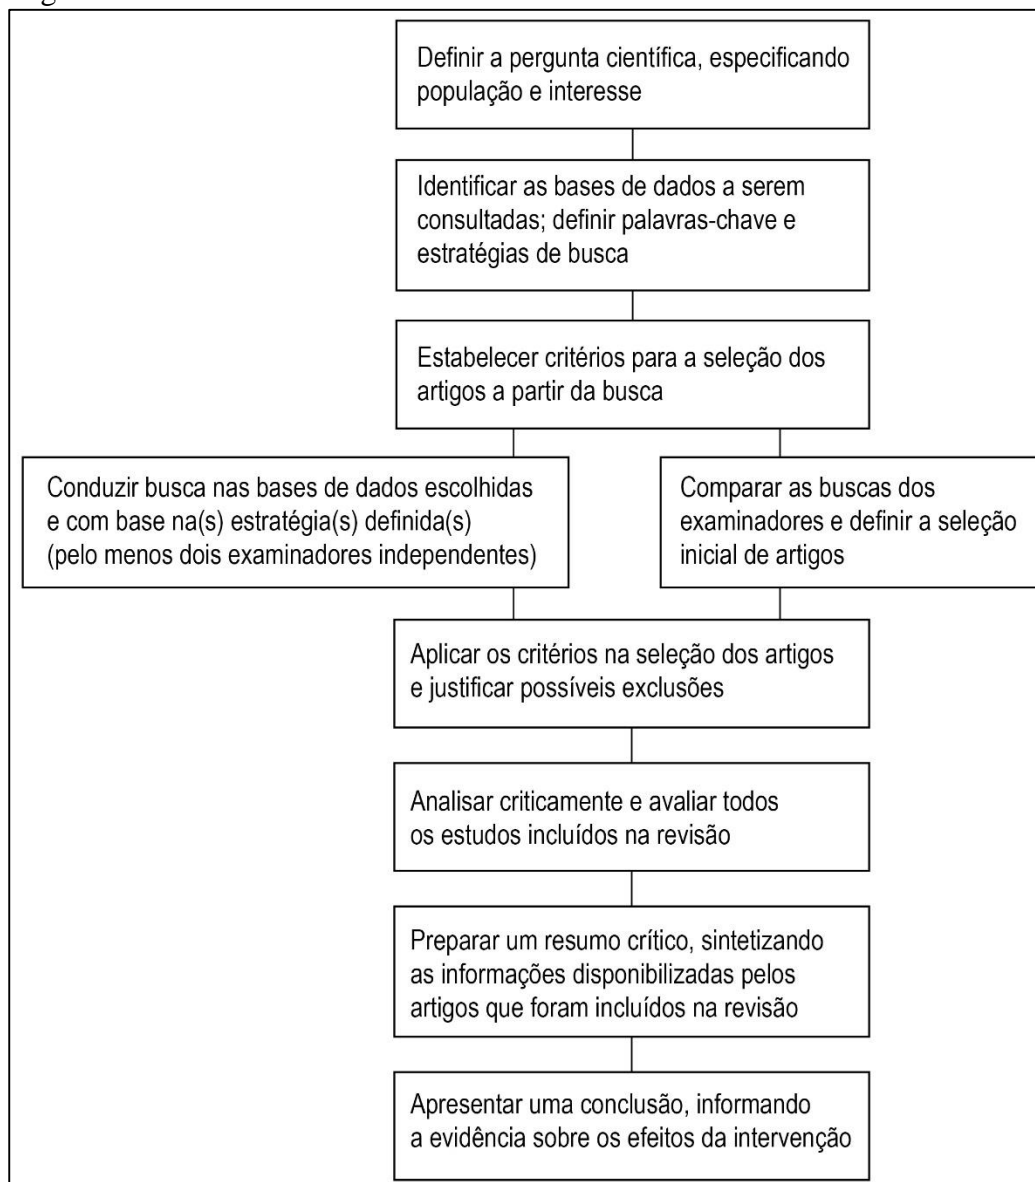 Definir a pergunta científica, especificando
população e interesse
Identificar as bases de dados a serem
consultadas; definir palavras-chave e
estratégias de busca
Estabelecer critérios para a seleção dos
artigos a partir da busca
Conduzir busca nas bases de dados escolhidas
e com base na(s) estratégia(s) definida(s)
(pelo menos dois examinadores independentes)
Comparar as buscas dos
examinadores e definir a seleção
inicial de artigos
Aplicar os critérios na seleção dos artigos
e justificar possíveis exclusões
Analisar criticamente e avaliar todos
os estudos incluídos na revisão
Preparar um resumo crítico, sintetizando
as informações disponibilizadas pelos
artigos que foram incluídos na revisão
Apresentar uma conclusão, informando
a evidência sobre os efeitos da intervenção